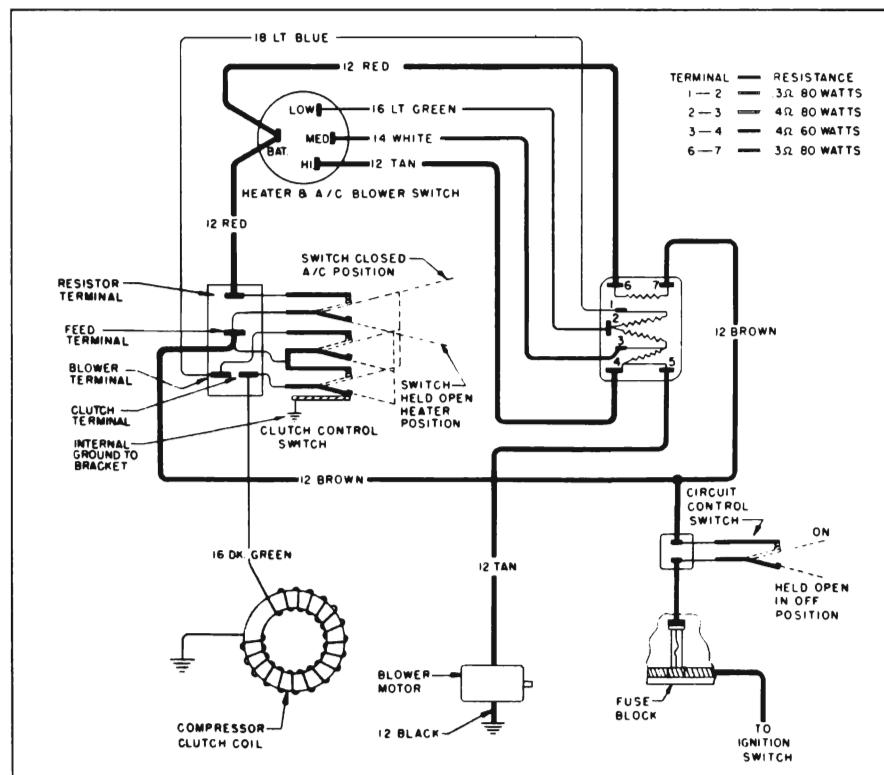 18 LT BLUE
12 RED
TERMINAL — RESISTANCE
1—2 — .3Ω 80 WATTS
2—3 — .4Ω 80 WATTS
3—4 — .4Ω 60 WATTS
6—7 — .3Ω 80 WATTS
LOW
16 LT GREEN
MED
14 WHITE
BAT.
HI
12 TAN
HEATER & A/C BLOWER SWITCH
12 RED
SWITCH CLOSED
A/C POSITION
RESISTOR
TERMINAL
FEED
TERMINAL
BLOWER
TERMINAL
CLUTCH
TERMINAL
INTERNAL
GROUND TO
BRACKET
CLUTCH CONTROL
SWITCH
SWITCH
HELD OPEN
HEATER
POSITION
6 7
1
2
3
4 5
12 BROWN
12 BROWN
CIRCUIT
CONTROL
SWITCH
ON
HELD OPEN
IN OFF
POSITION
16 DK. GREEN
12 TAN
BLOWER
MOTOR
12 BLACK
COMPRESSOR
CLUTCH COIL
FUSE
BLOCK
TO
IGNITION
SWITCH